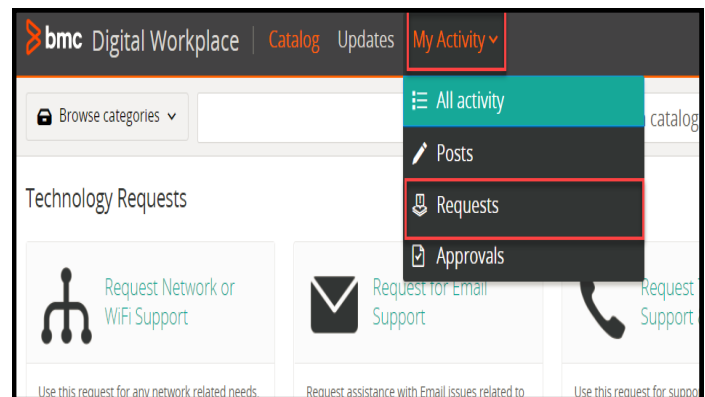 bmc Digital Workplace | Catalog Updates My Activity
Browse categories
catalog
All activity
Posts
Requests
Approvals
Technology Requests
Request Network or
WiFi Support
Request for Email
Support
Request
Support
Use this request for any network related needs.
Request assistance with Email issues related to
Use this request for suppo